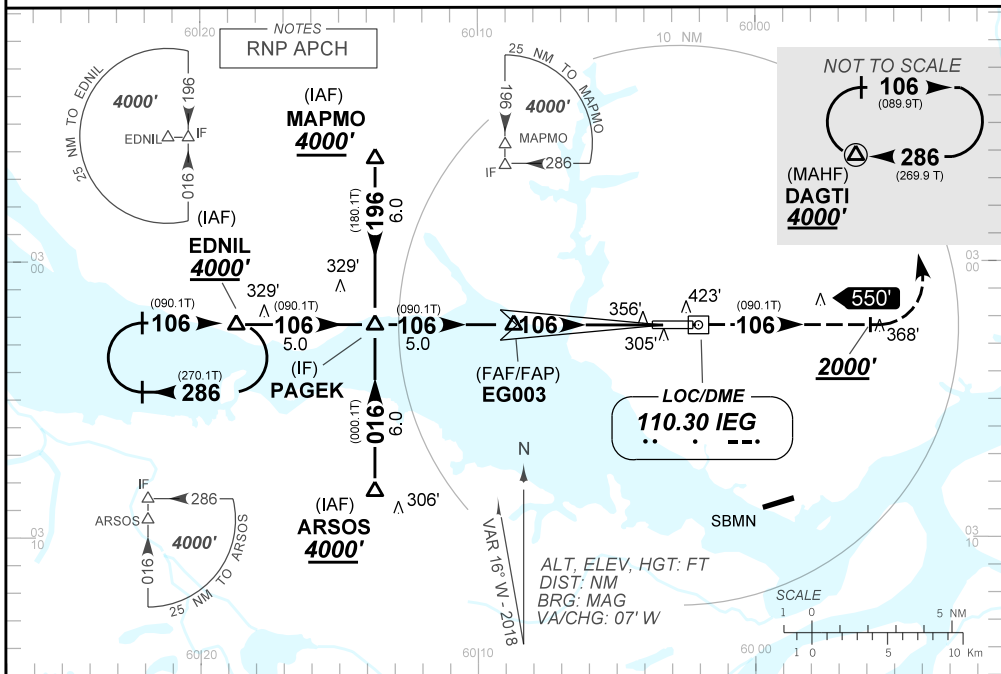 60°20
60°10
60°00
NOTES
RNP APCH
10 NM
25 NM TO EDNIL
4000'
196
EDNIL
IF
016
25 NM TO MAPMO
196
4000'
MAPMO
IF
286
NOT TO SCALE
106
(089.9T)
286
(269.9 T)
(MAHF)
DAGTI
4000'
(IAF)
MAPMO
4000'
(180.1T)
196
6.0
(IAF)
EDNIL
4000'
03
00
329'
329'
(090.1T)
106
(090.1T)
106
5.0
(090.1T)
106
5.0
106
356'
305'
423'
(090.1T)
106
550'
368'
2000'
(270.1T)
286
(IF)
PAGEK
(FAF/FAP)
EG003
LOC/DME
110.30 IEG
(000.1T)
016
6.0
(IAF)
ARSOS
4000'
306'
IF
286
ARSOS
4000'
016
25 NM TO ARSOS
N
VAR 16° W - 2018
SBMN
ALT, ELEV, HGT: FT
DIST: NM
BRG: MAG
VA/CHG: 07' W
03
10
SCALE
1 0 5 NM
1 0 5 10 Km
60°20
60°10
60°00